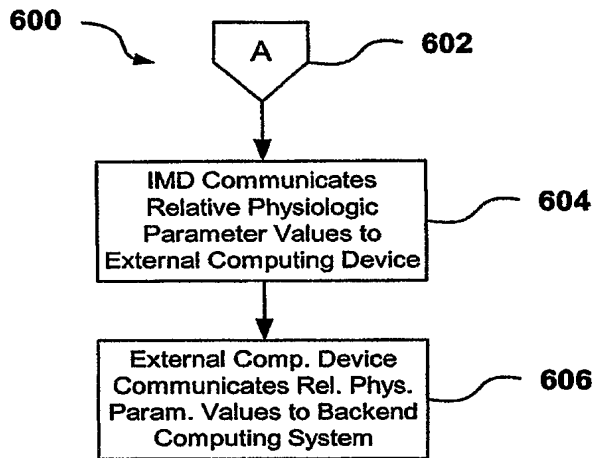 600
A
602
IMD Communicates
Relative Physiologic
Parameter Values to
External Computing Device
604
External Comp. Device
Communicates Rel. Phys.
Param. Values to Backend
Computing System
606